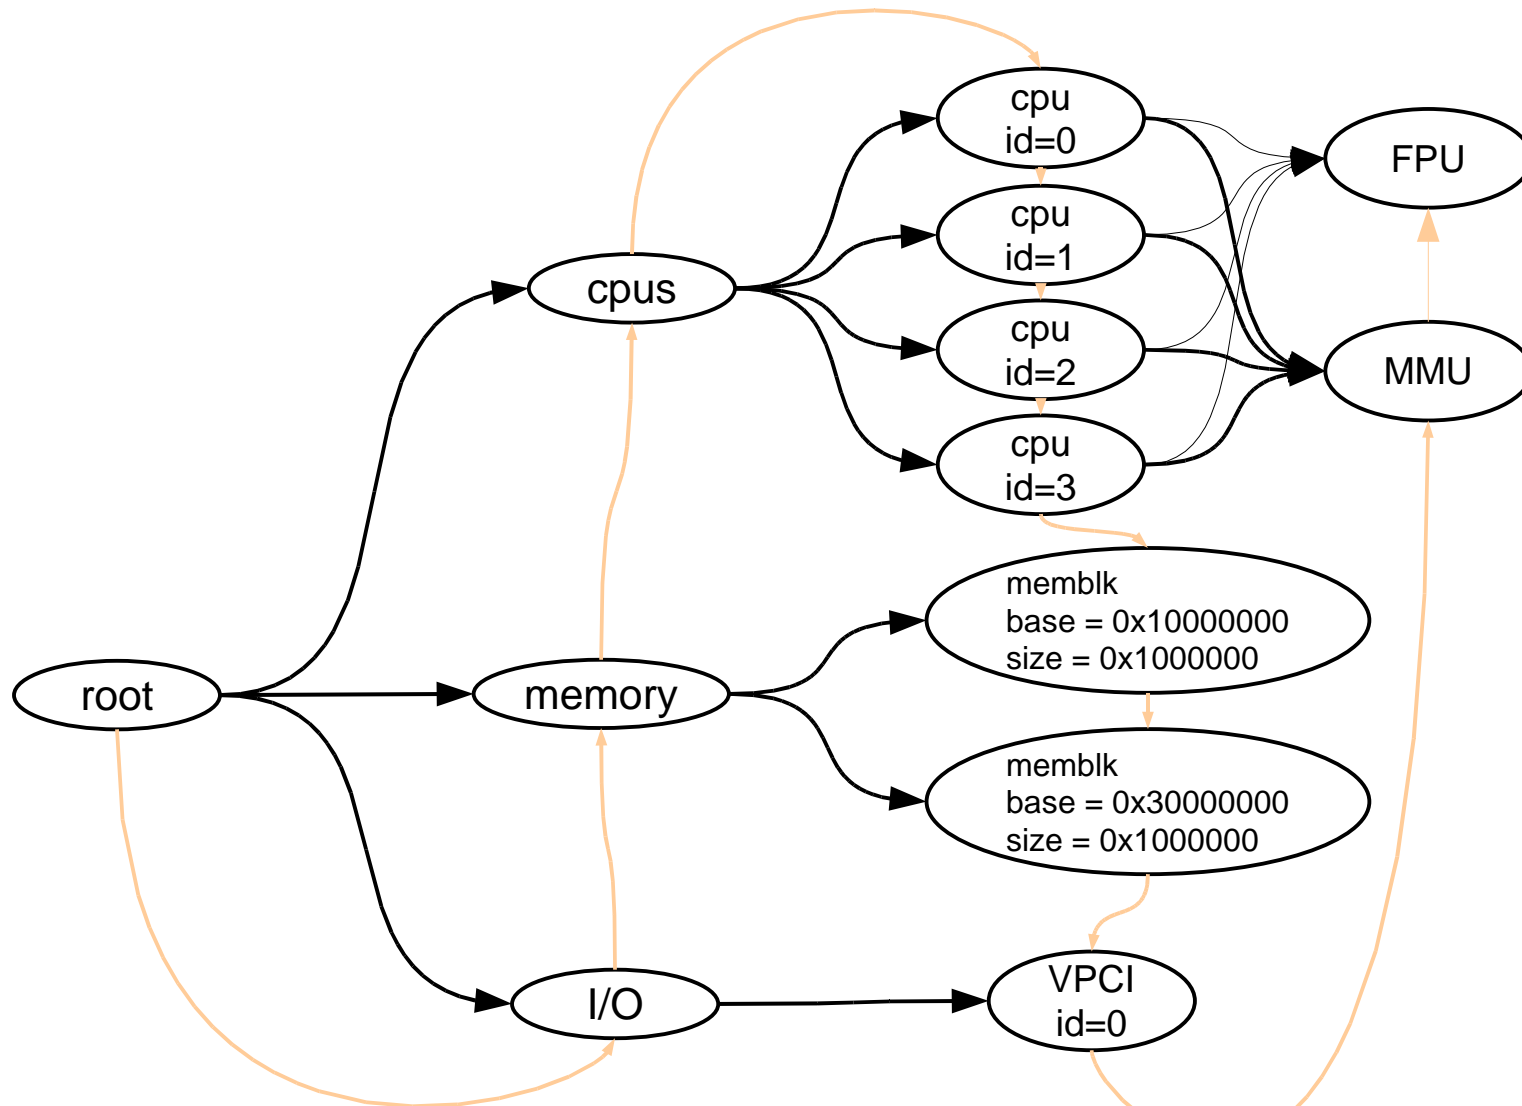 cpu
id=0
FPU
cpu
id=1
cpus
cpu
id=2
MMU
cpu
id=3
memblk
base = 0x10000000
size = 0x1000000
root
memory
memblk
base = 0x30000000
size = 0x1000000
I/O
VPCI
id=0